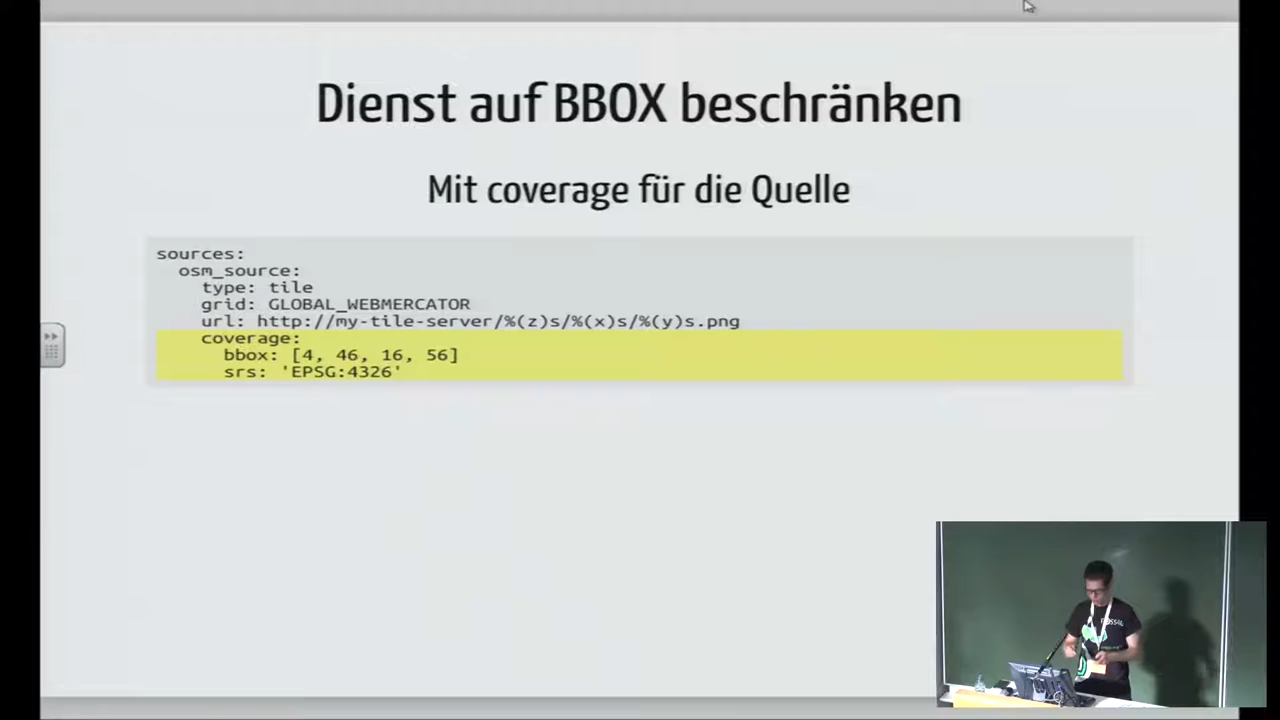 Dienst auf BBOX beschränken
Mit coverage für die Quelle
sources:
osm_source:
type: tile
grid: GLOBAL_WEBMERCATOR
url: http://my-tile-server/%(z)s/%(x)s/%(y)s.png
coverage:
bbox: [4, 46, 16, 56]
srs: 'EPSG:4326'